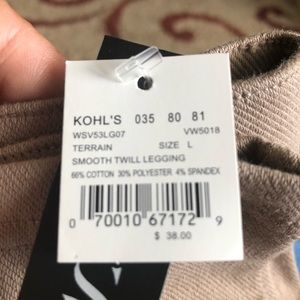 KOHL'S 035 80 81
WSV53LG07 VW5018
TERRAIN SIZE L
SMOOTH TWILL LEGGING
66% COTTON 30% POLYESTER 4% SPANDEX
0 70010 67172 9
$ 38.00